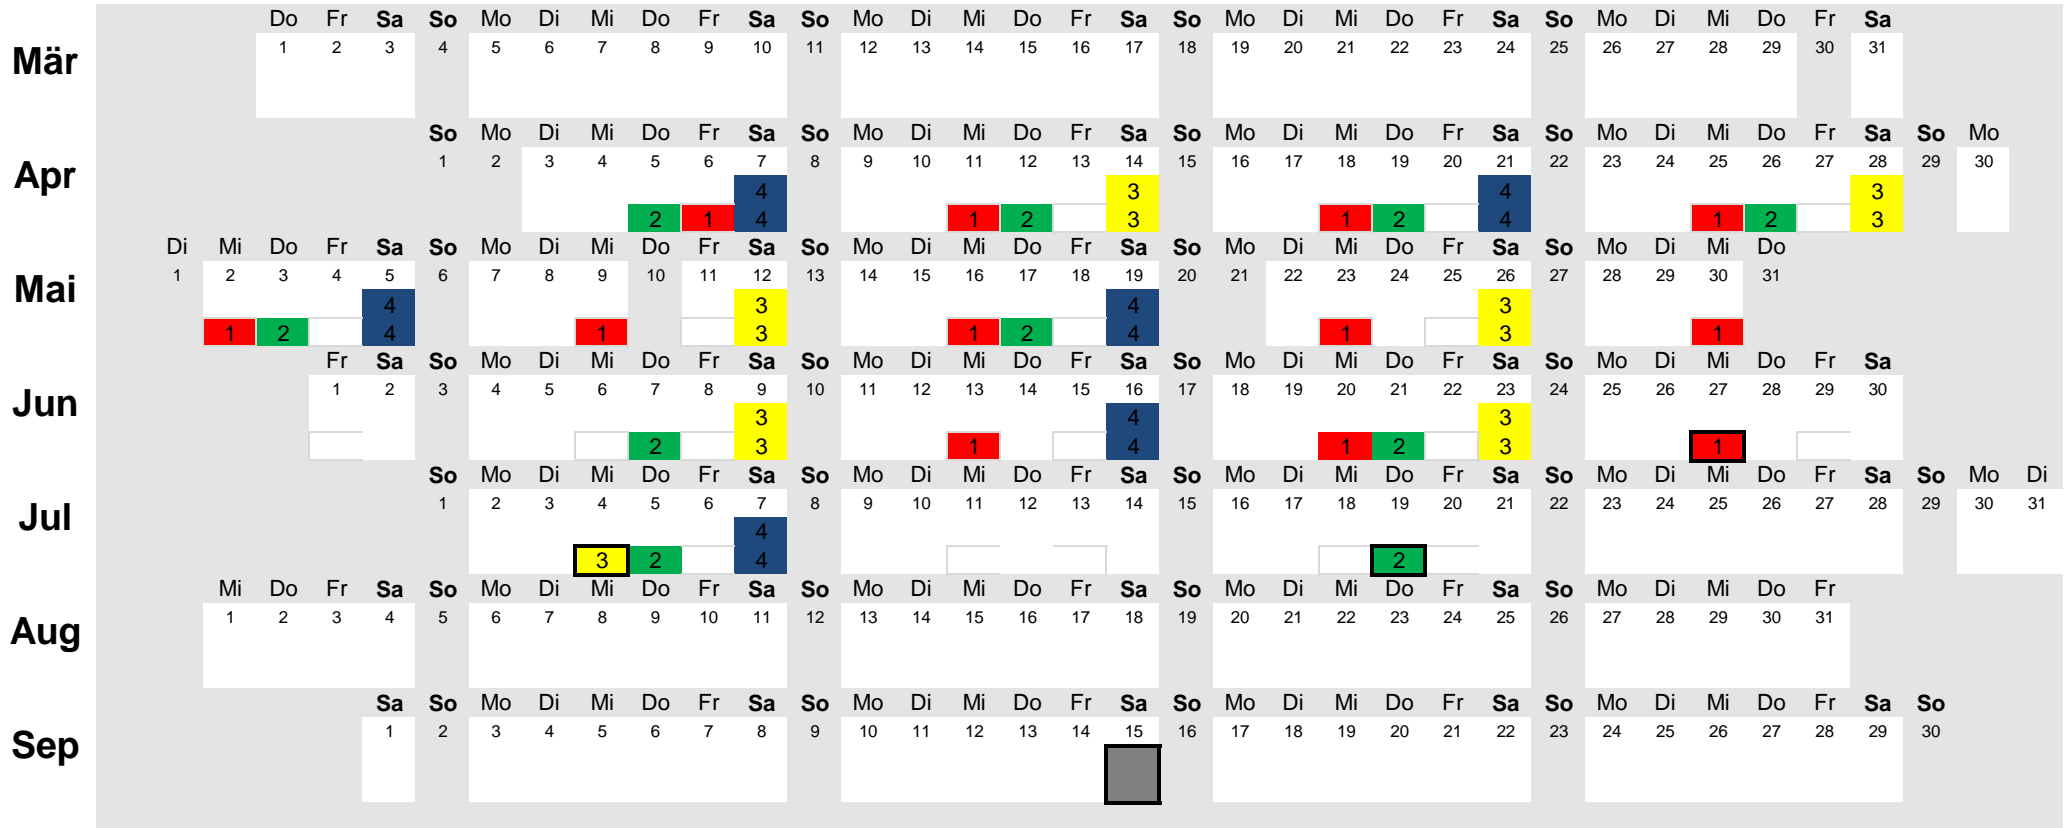 Do Fr Sa So Mo Di Mi Do Fr Sa So Mo Di Mi Do Fr Sa So Mo Di Mi Do Fr Sa So Mo Di Mi Do Fr Sa
Mär
1 2 3 4 5 6 7 8 9 10 11 12 13 14 15 16 17 18 19 20 21 22 23 24 25 26 27 28 29 30 31
So Mo Di Mi Do Fr Sa So Mo Di Mi Do Fr Sa So Mo Di Mi Do Fr Sa So Mo Di Mi Do Fr Sa So Mo
Apr
1 2 3 4 5 6 7 8 9 10 11 12 13 14 15 16 17 18 19 20 21 22 23 24 25 26 27 28 29 30
4 3 4 3
2 1 4 1 2 3 1 2 4 1 2 3
Di Mi Do Fr Sa So Mo Di Mi Do Fr Sa So Mo Di Mi Do Fr Sa So Mo Di Mi Do Fr Sa So Mo Di Mi Do
Mai
1 2 3 4 5 6 7 8 9 10 11 12 13 14 15 16 17 18 19 20 21 22 23 24 25 26 27 28 29 30 31
4 3 4 3
1 2 4 1 3 1 2 4 1 3 1
Fr Sa So Mo Di Mi Do Fr Sa So Mo Di Mi Do Fr Sa So Mo Di Mi Do Fr Sa So Mo Di Mi Do Fr Sa
Jun
1 2 3 4 5 6 7 8 9 10 11 12 13 14 15 16 17 18 19 20 21 22 23 24 25 26 27 28 29 30
3 4 3
2 3 1 4 1 2 3 1
So Mo Di Mi Do Fr Sa So Mo Di Mi Do Fr Sa So Mo Di Mi Do Fr Sa So Mo Di Mi Do Fr Sa So Mo Di
Jul
1 2 3 4 5 6 7 8 9 10 11 12 13 14 15 16 17 18 19 20 21 22 23 24 25 26 27 28 29 30 31
4
3 2 4 2
Mi Do Fr Sa So Mo Di Mi Do Fr Sa So Mo Di Mi Do Fr Sa So Mo Di Mi Do Fr Sa So Mo Di Mi Do Fr
Aug
1 2 3 4 5 6 7 8 9 10 11 12 13 14 15 16 17 18 19 20 21 22 23 24 25 26 27 28 29 30 31
Sa So Mo Di Mi Do Fr Sa So Mo Di Mi Do Fr Sa So Mo Di Mi Do Fr Sa So Mo Di Mi Do Fr Sa So
Sep
1 2 3 4 5 6 7 8 9 10 11 12 13 14 15 16 17 18 19 20 21 22 23 24 25 26 27 28 29 30